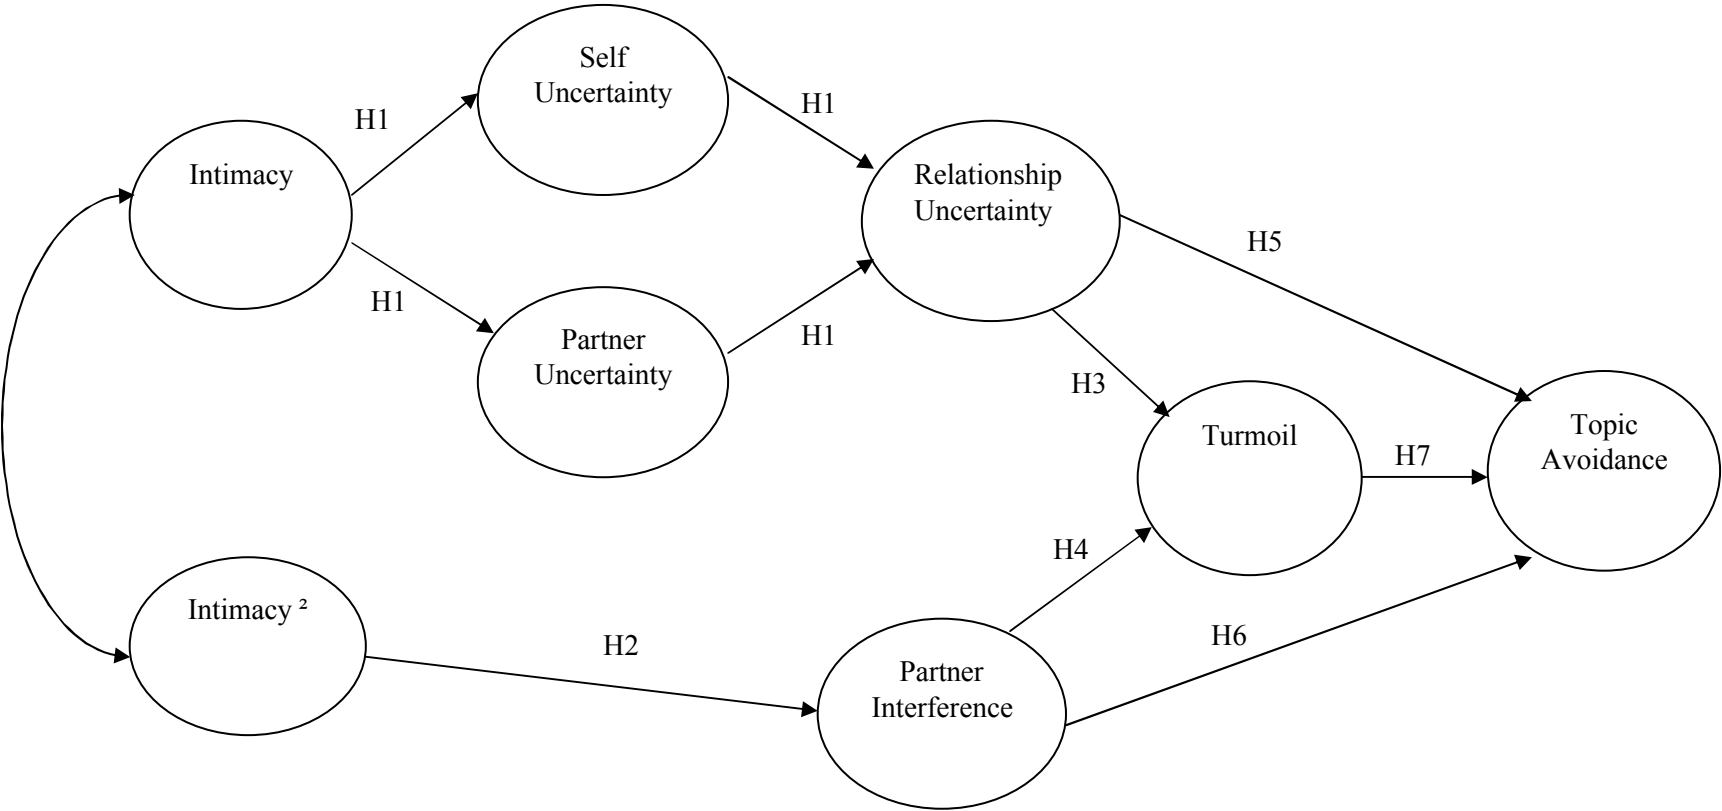 Self
Uncertainty
H1
H1
Intimacy
Relationship
Uncertainty
H5
H1
Partner
Uncertainty
H1
H3
Turmoil
H7
Topic
Avoidance
H4
Intimacy ²
H2
H6
Partner
Interference